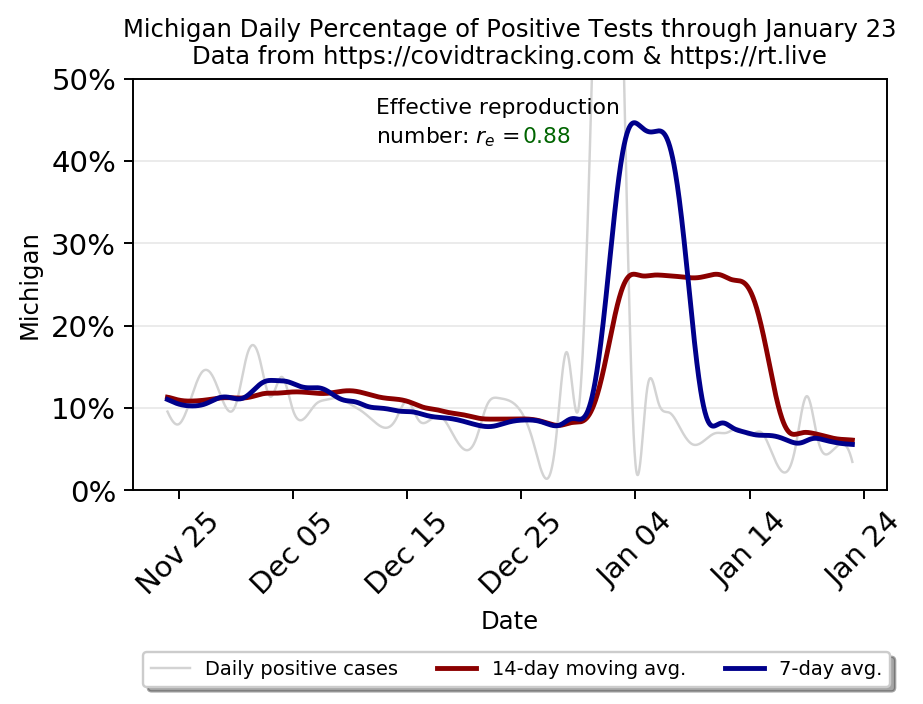 Michigan Daily Percentage of Positive Tests through January 23
Data from https://covidtracking.com & https://rt.live
50%
40%
30%
20%
10%
0%
Michigan
Effective reproduction
number: rₑ =0.88
Nov 25
Dec 05
Dec 15
Dec 25
Jan 04
Jan 14
Jan 24
Date
Daily positive cases
14-day moving avg.
7-day avg.